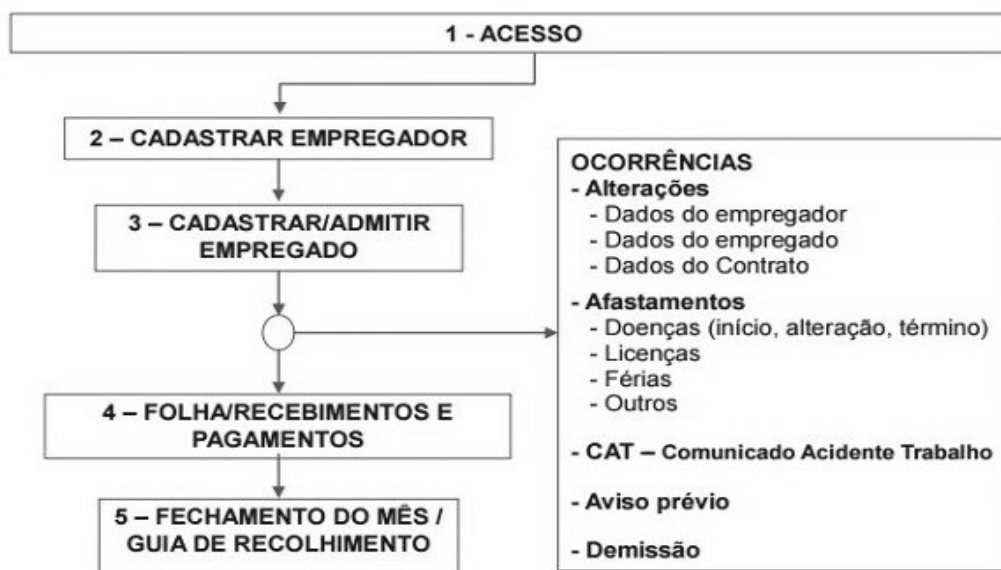 1 - ACESSO
2 – CADASTRAR EMPREGADOR
3 – CADASTRAR/ADMITIR
EMPREGADO
4 – FOLHA/RECEBIMENTOS E
PAGAMENTOS
5 – FECHAMENTO DO MÊS /
GUIA DE RECOLHIMENTO
OCORRÊNCIAS
- Alterações
- Dados do empregador
- Dados do empregado
- Dados do Contrato
- Afastamentos
- Doenças (início, alteração, término)
- Licenças
- Férias
- Outros
- CAT – Comunicado Acidente Trabalho
- Aviso prévio
- Demissão